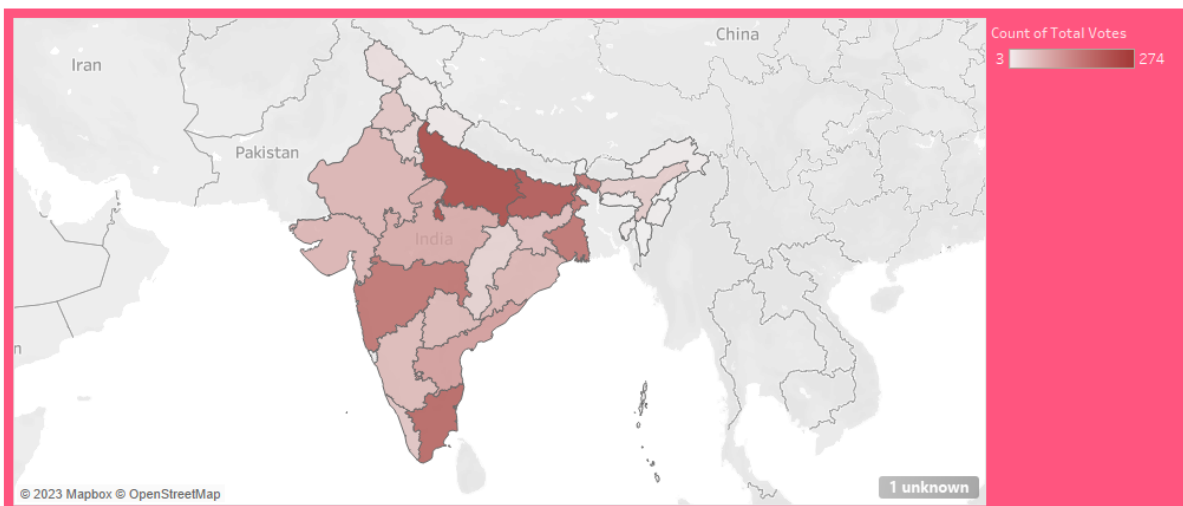 China
Count of Total Votes
3 274
Iran
Pakistan
India
n
1 unknown
© 2023 Mapbox © OpenStreetMap